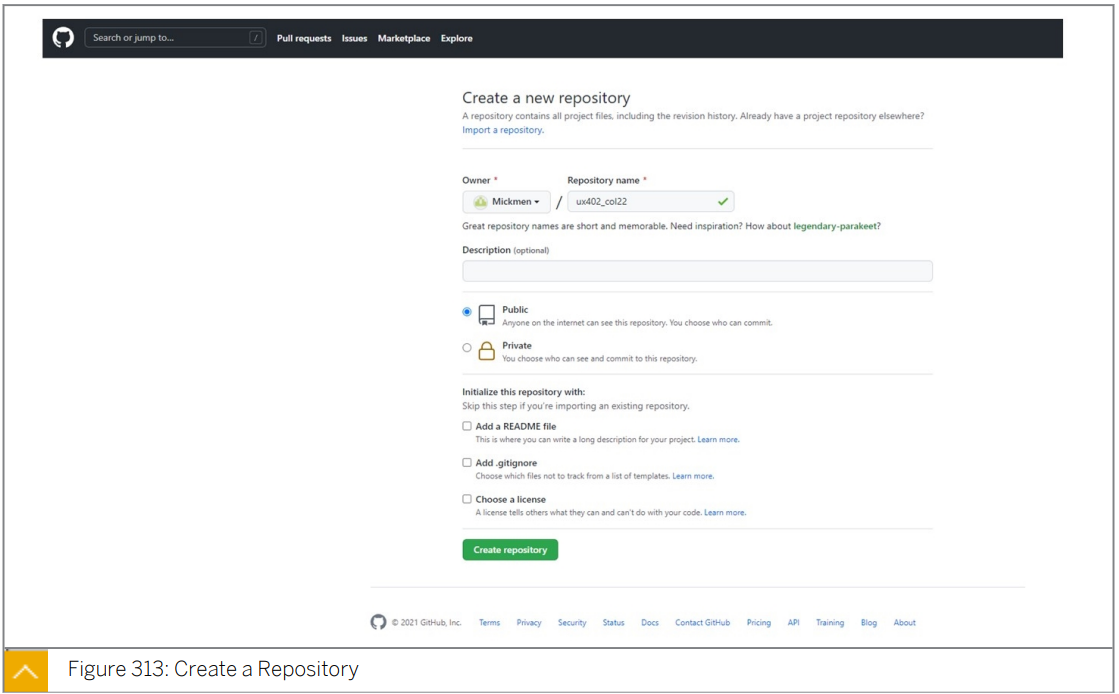 Search or jump to... / Pull requests Issues Marketplace Explore
Create a new repository
A repository contains all project files, including the revision history. Already have a project repository elsewhere?
Import a repository.
Owner * Repository name *
Mickmen / ux402_col22
Great repository names are short and memorable. Need inspiration? How about legendary-parakeet?
Description (optional)
Public
Anyone on the internet can see this repository. You choose who can commit.
Private
You choose who can see and commit to this repository.
Initialize this repository with:
Skip this step if you're importing an existing repository.
Add a README file
This is where you can write a long description for your project. Learn more.
Add .gitignore
Choose which files not to track from a list of templates. Learn more.
Choose a license
A license tells others what they can and can't do with your code. Learn more.
Create repository
© 2021 GitHub, Inc. Terms Privacy Security Status Docs Contact GitHub Pricing API Training Blog About
Figure 313: Create a Repository